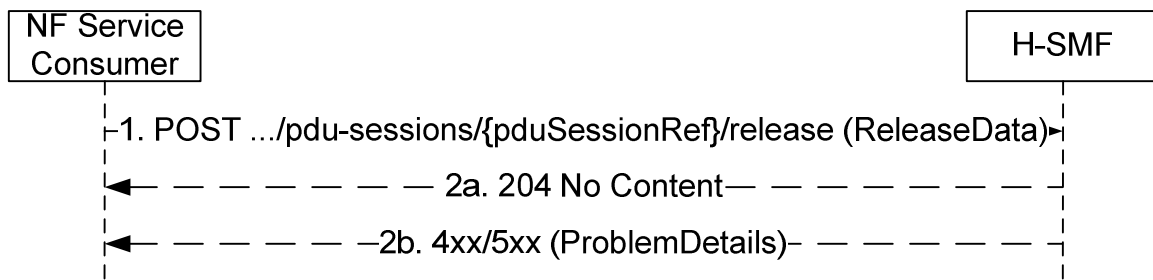 NF Service
Consumer
H-SMF
1. POST .../pdu-sessions/{pduSessionRef}/release (ReleaseData)
2a. 204 No Content
2b. 4xx/5xx (ProblemDetails)